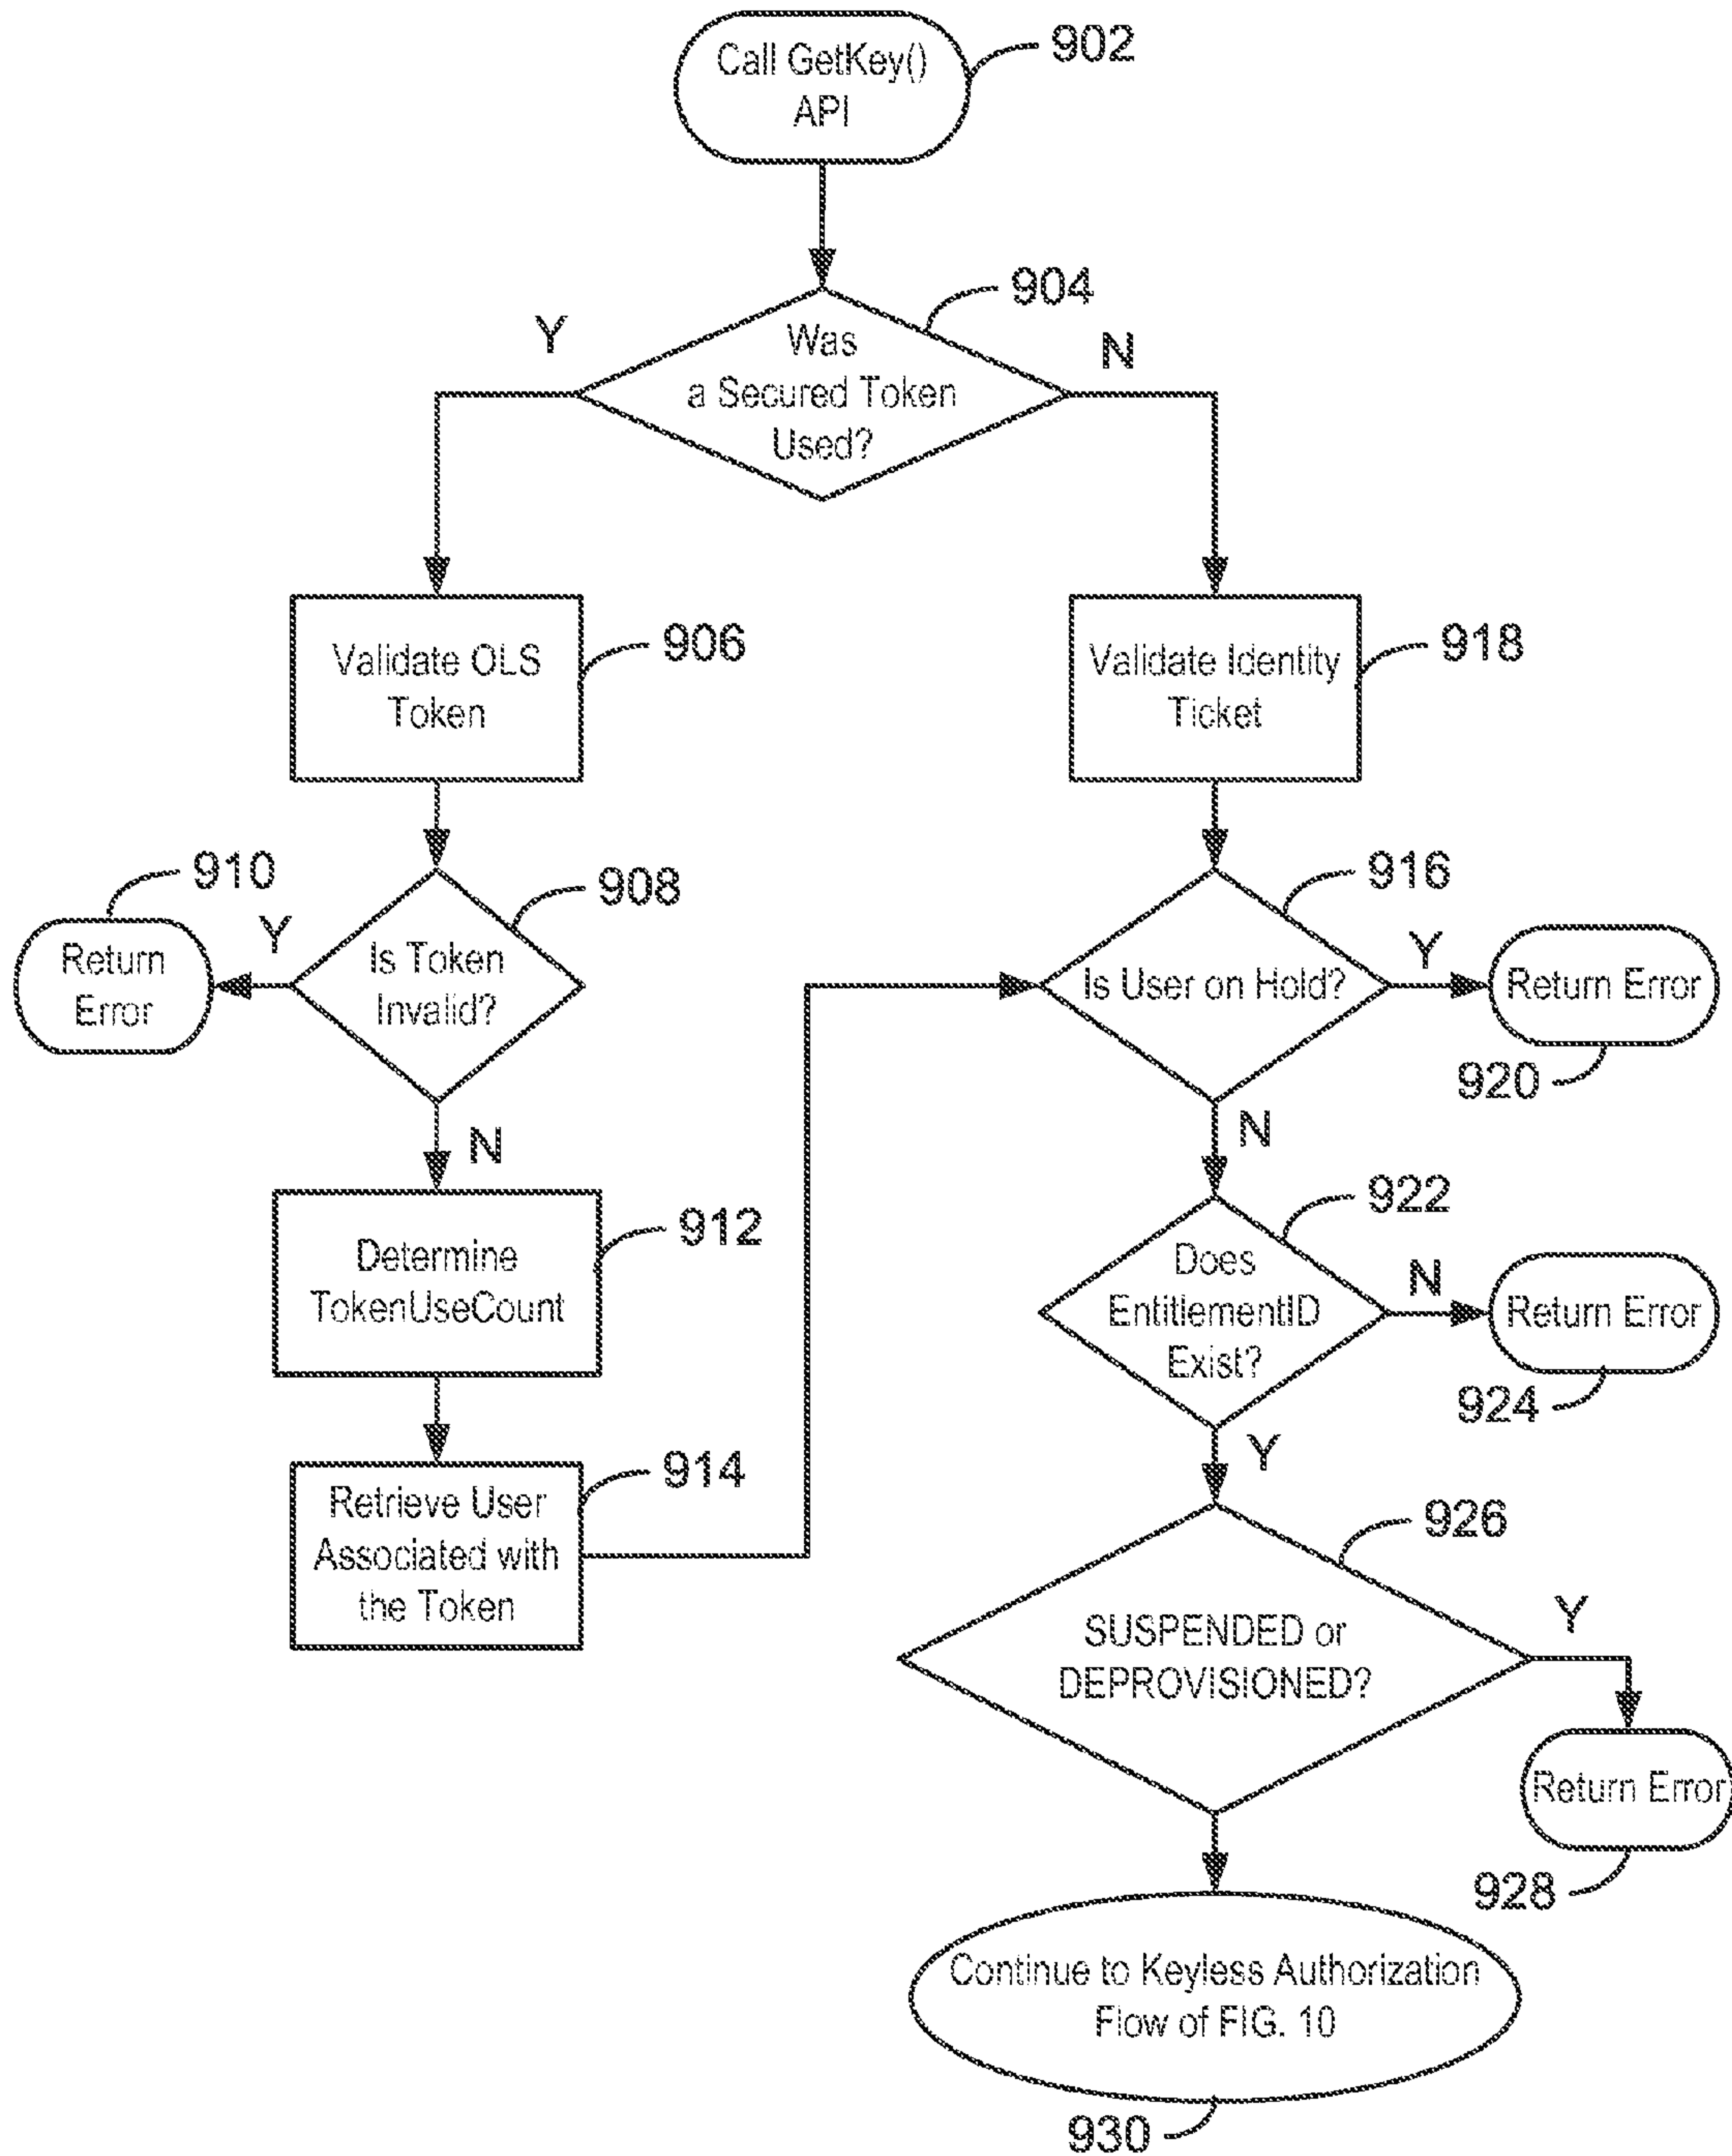 Call GetKey()
API
902
904
Y
N
Was
a Secured Token
Used?
Validate OLS
Token
906
Validate Identity
Ticket
918
910
908
916
Return
Error
Y
Is Token
Invalid?
Is User on Hold?
Y
Return Error
920
N
N
Determine
TokenUseCount
912
922
Does
EntitlementID
Exist?
N
Return Error
924
914
Retrieve User
Associated with
the Token
Y
926
SUSPENDED or
DEPROVISIONED?
Y
Return Error
928
Continue to Keyless Authorization
Flow of FIG. 10
930